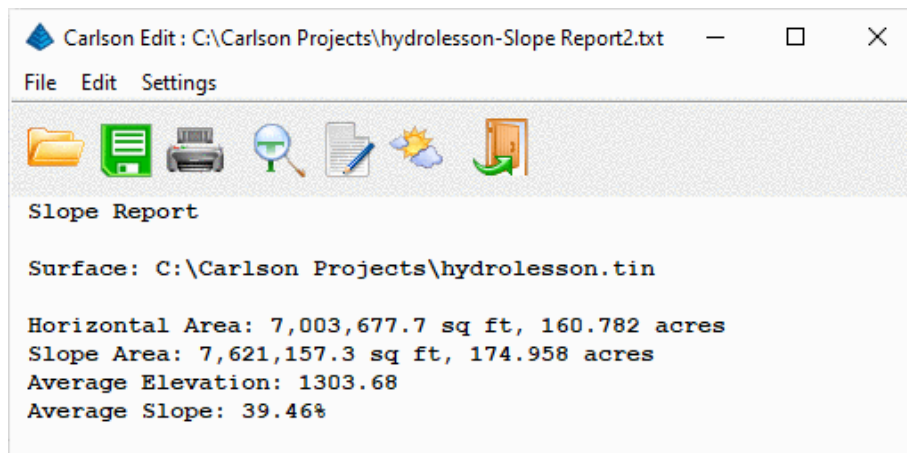 Carlson Edit : C:\Carlson Projects\hydrolesson-Slope Report2.txt
File Edit Settings
Slope Report
Surface: C:\Carlson Projects\hydrolesson.tin
Horizontal Area: 7,003,677.7 sq ft, 160.782 acres
Slope Area: 7,621,157.3 sq ft, 174.958 acres
Average Elevation: 1303.68
Average Slope: 39.46%